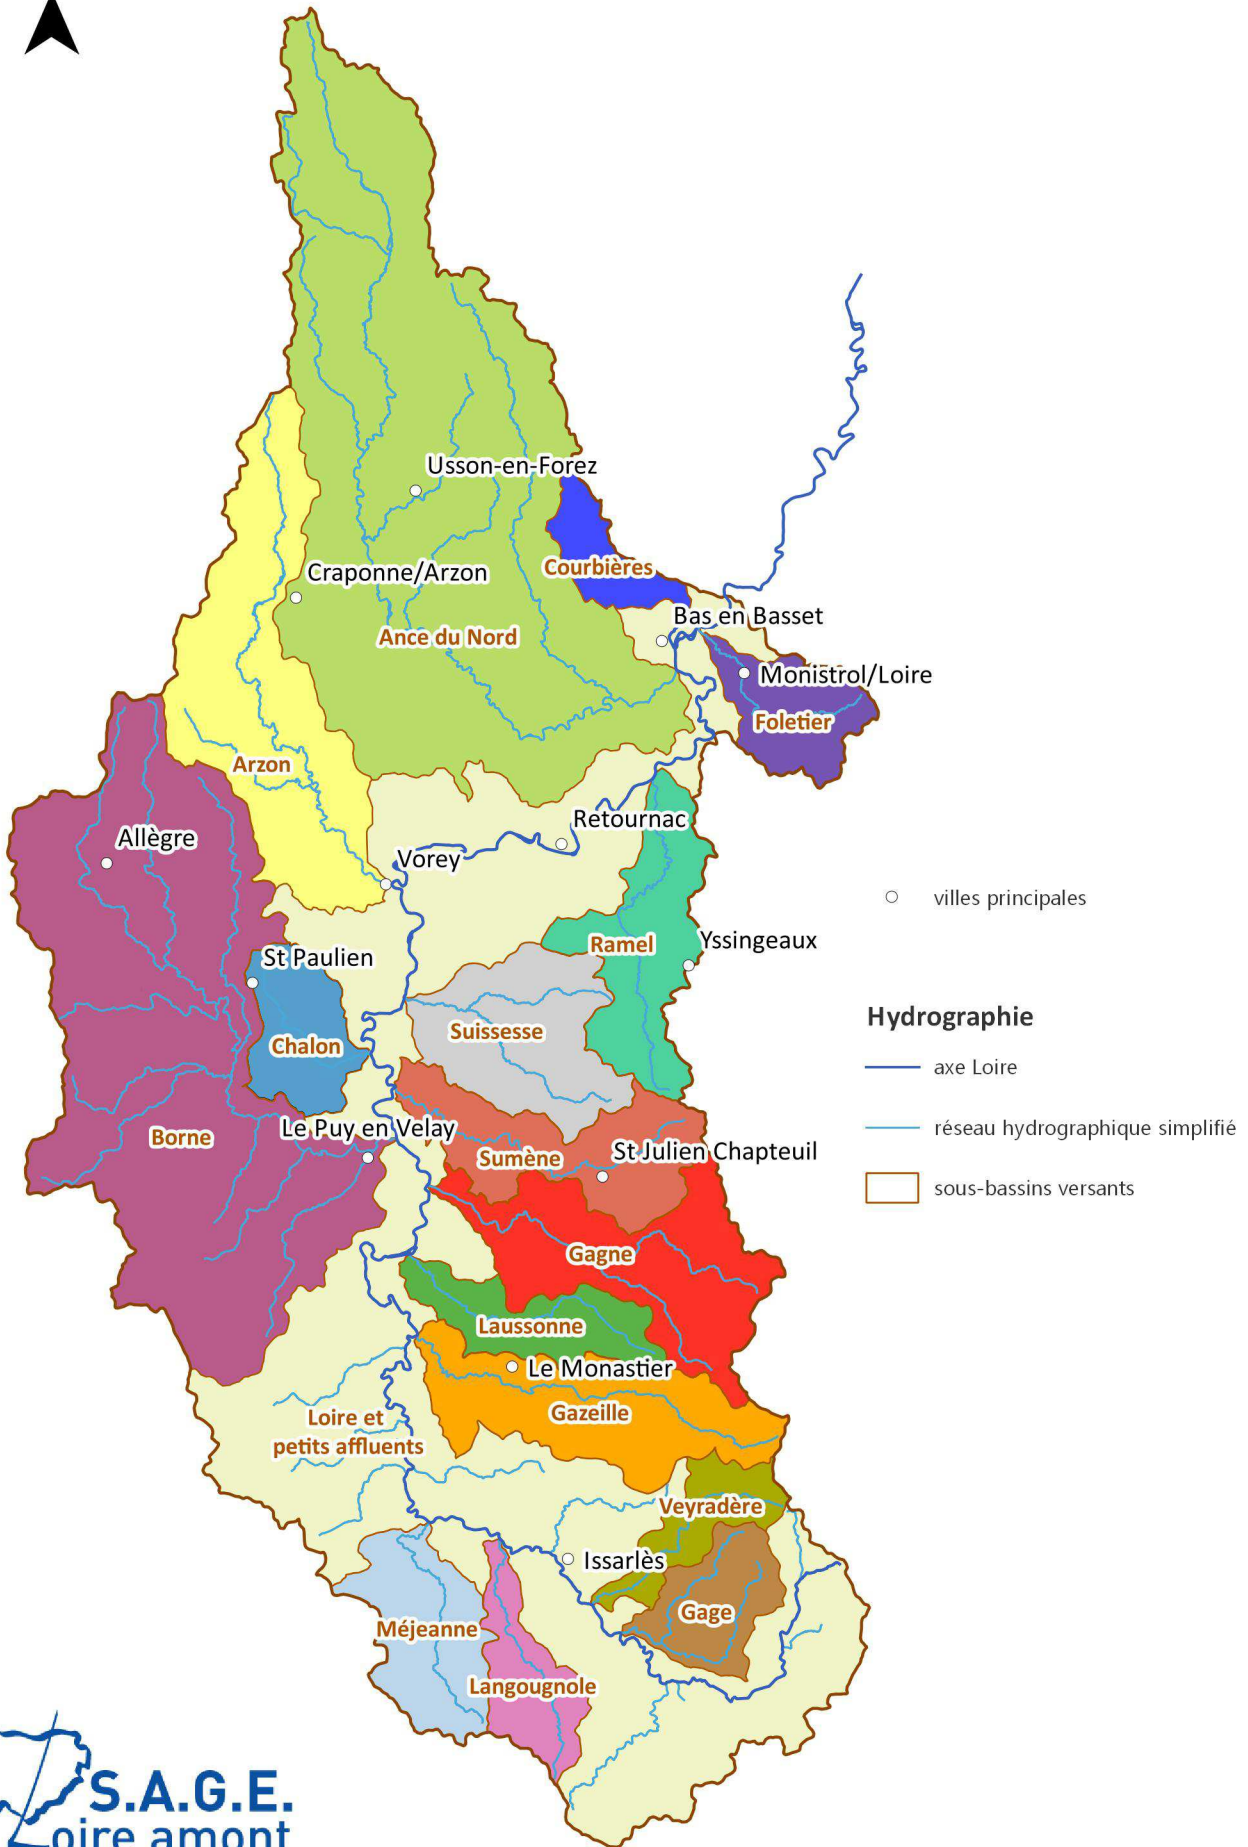 Usson-en-Forez
Courbières
Craponne/Arzon
Bas en Basset
Ance du Nord
Monistrol/Loire
Foletier
Arzon
Retournac
Allègre
Vorey
villes principales
Ramel
Yssingeaux
St Paulien
Hydrographie
Suissesse
Chalon
axe Loire
Le Puy en Velay
réseau hydrographique simplifié
Borne
St Julien Chapteuil
Sumène
sous-bassins versants
Gagne
Laussonne
Le Monastier
Gazeille
Loire et
petits affluents
Veyradère
Issarlès
Gage
Méjeanne
Langougnole
S.A.G.E.
Loire amont